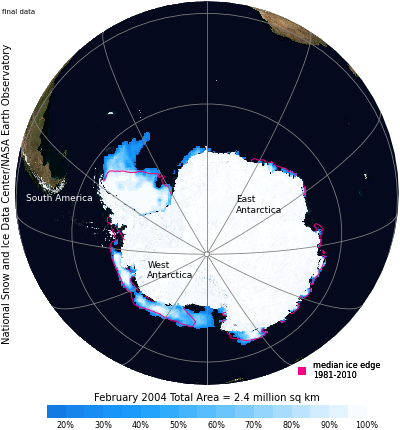 final data
National Snow and Ice Data Center/NASA Earth Observatory
South America
East
Antarctica
West
Antarctica
median ice edge
1981-2010
February 2004 Total Area = 2.4 million sq km
20% 30% 40% 50% 60% 70% 80% 90% 100%